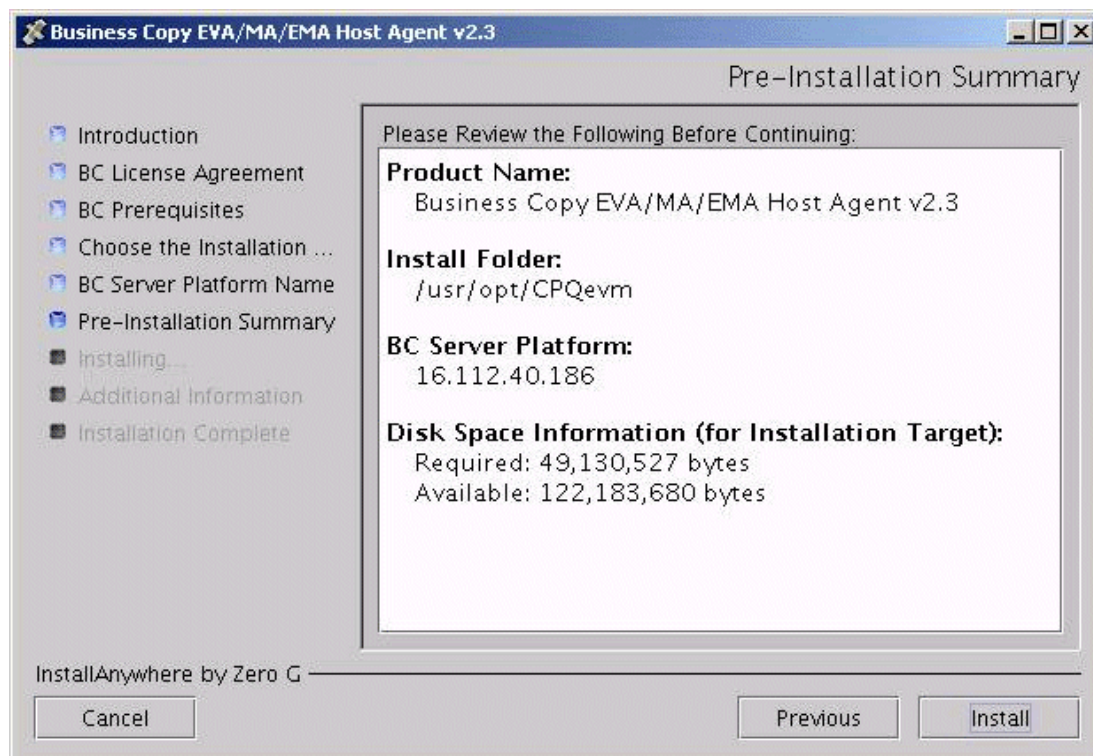 Business Copy EVA/MA/EMA Host Agent v2.3
Pre-Installation Summary
Introduction
BC License Agreement
BC Prerequisites
Choose the Installation ...
BC Server Platform Name
Pre-Installation Summary
Installing...
Additional Information
Installation Complete
Please Review the Following Before Continuing:
Product Name:
Business Copy EVA/MA/EMA Host Agent v2.3
Install Folder:
/usr/opt/CPQevm
BC Server Platform:
16.112.40.186
Disk Space Information (for Installation Target):
Required: 49,130,527 bytes
Available: 122,183,680 bytes
InstallAnywhere by Zero G
Cancel
Previous
Install